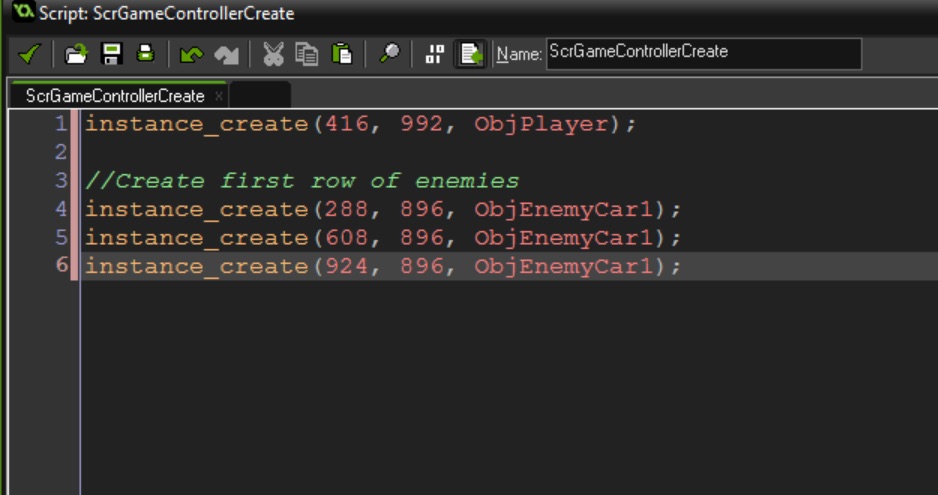 Script: ScrGameControllerCreate
Name: ScrGameControllerCreate
ScrGameControllerCreate ×
1 instance_create(416, 992, ObjPlayer);
2
3 //Create first row of enemies
4 instance_create(288, 896, ObjEnemyCar1);
5 instance_create(608, 896, ObjEnemyCar1);
6 instance_create(924, 896, ObjEnemyCar1);